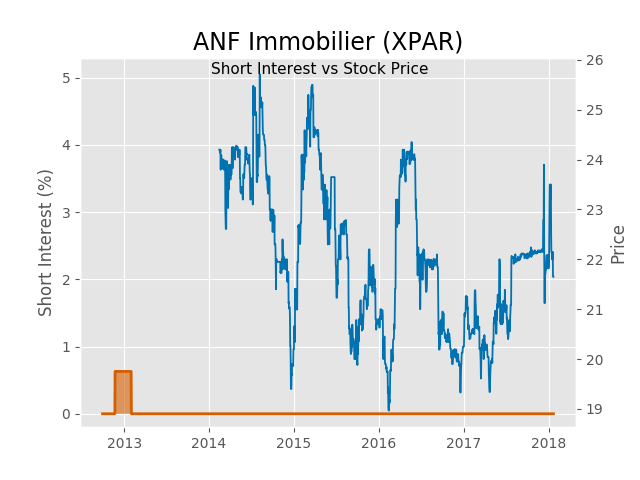 ANF Immobilier (XPAR)
Short Interest vs Stock Price
Short Interest (%)
5
4
3
2
1
0
26
25
24
23
22
21
20
19
Price
2013 2014 2015 2016 2017 2018